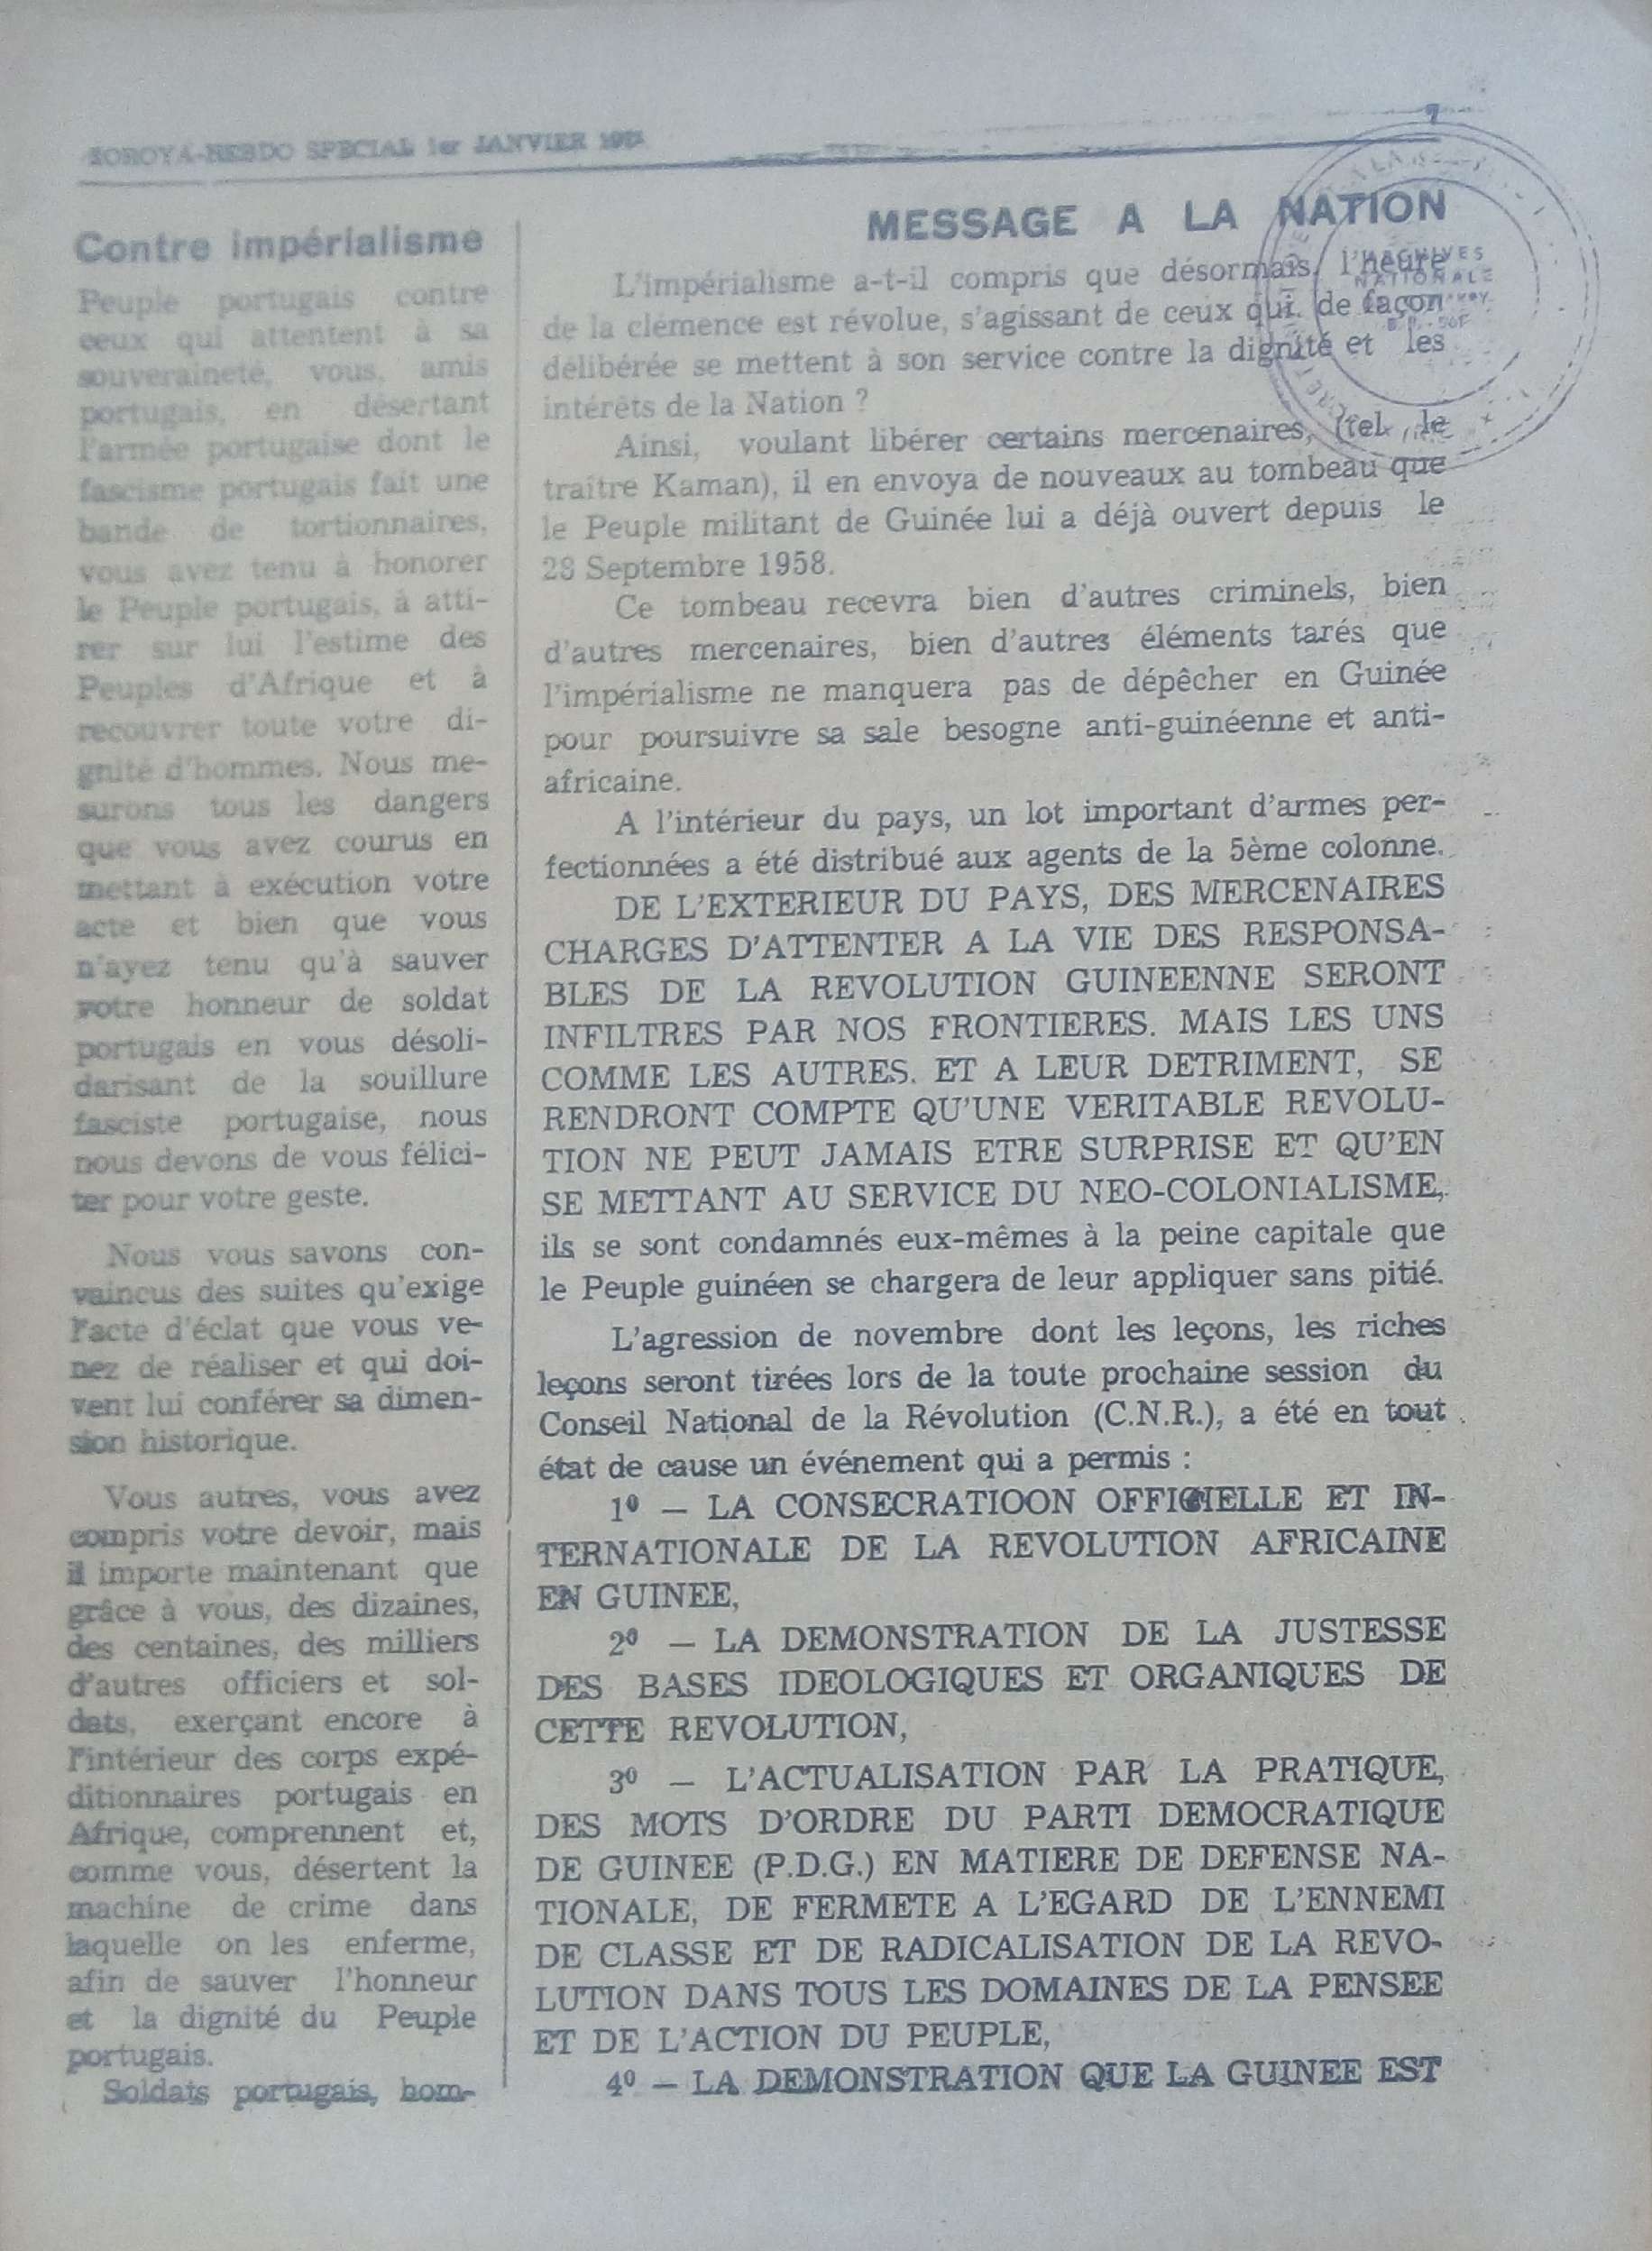 HOROYA-HEBDO SPECIAL 1er JANVIER
Contre impérialisme
Peuple portugais contre
ceux qui attentent à sa
souveraineté, vous, amis
portugais, en désertant
l'armée portugaise dont le
fascisme portugais fait une
bande de tortionnaires,
vous avez tenu à honorer
le Peuple portugais, à atti-
rer sur lui l'estime des
Peuples d'Afrique et à
recouvrer toute votre di-
gnité d'hommes. Nous me-
surons tous les dangers
que vous avez courus en
mettant à exécution votre
acte et bien que vous
n'ayez tenu qu'à sauver
votre honneur de soldat
portugais en vous désoli-
darisant de la souillure
fasciste portugaise, nous
nous devons de vous félici-
ter pour votre geste.
Nous vous savons con-
vaincus des suites qu'exige
l'acte d'éclat que vous ve-
nez de réaliser et qui doi-
vent lui conférer sa dimen-
sion historique.
Vous autres, vous avez
compris votre devoir, mais
il importe maintenant que
grâce à vous, des dizaines,
des centaines, des milliers
d'autres officiers et sol-
dats, exerçant encore à
l'intérieur des corps expé-
ditionnaires portugais en
Afrique, comprennent et,
comme vous, désertent la
machine de crime dans
laquelle on les enferme,
afin de sauver l'honneur
et la dignité du Peuple
portugais.
Soldats portugais, hom-
MESSAGE A LA NATION
L'impérialisme a-t-il compris que désormais, l'heure
de la clémence est révolue, s'agissant de ceux qui, de façon
délibérée se mettent à son service contre la dignité et les
intérêts de la Nation ?
Ainsi, voulant libérer certains mercenaires, (tel le
traître Kaman), il en envoya de nouveaux au tombeau que
le Peuple militant de Guinée lui a déjà ouvert depuis le
28 Septembre 1958.
Ce tombeau recevra bien d'autres criminels, bien
d'autres mercenaires, bien d'autres éléments tarés que
l'impérialisme ne manquera pas de dépêcher en Guinée
pour poursuivre sa sale besogne anti-guinéenne et anti-
africaine.
A l'intérieur du pays, un lot important d'armes per-
fectionnées a été distribué aux agents de la 5ème colonne.
DE L'EXTERIEUR DU PAYS, DES MERCENAIRES
CHARGES D'ATTENTER A LA VIE DES RESPONSA-
BLES DE LA REVOLUTION GUINEENNE SERONT
INFILTRES PAR NOS FRONTIERES. MAIS LES UNS
COMME LES AUTRES. ET A LEUR DETRIMENT, SE
RENDRONT COMPTE QU'UNE VERITABLE REVOLU-
TION NE PEUT JAMAIS ETRE SURPRISE ET QU'EN
SE METTANT AU SERVICE DU NEO-COLONIALISME,
ils se sont condamnés eux-mêmes à la peine capitale que
le Peuple guinéen se chargera de leur appliquer sans pitié.
L'agression de novembre dont les leçons, les riches
leçons seront tirées lors de la toute prochaine session du
Conseil National de la Révolution (C.N.R.), a été en tout
état de cause un événement qui a permis :
1º — LA CONSECRATIOON OFFICIELLE ET IN-
TERNATIONALE DE LA REVOLUTION AFRICAINE
EN GUINEE,
2º — LA DEMONSTRATION DE LA JUSTESSE
DES BASES IDEOLOGIQUES ET ORGANIQUES DE
CETTE REVOLUTION,
3º — L'ACTUALISATION PAR LA PRATIQUE,
DES MOTS D'ORDRE DU PARTI DEMOCRATIQUE
DE GUINEE (P.D.G.) EN MATIERE DE DEFENSE NA-
TIONALE, DE FERMETE A L'EGARD DE L'ENNEMI
DE CLASSE ET DE RADICALISATION DE LA REVO-
LUTION DANS TOUS LES DOMAINES DE LA PENSEE
ET DE L'ACTION DU PEUPLE,
4º — LA DEMONSTRATION QUE LA GUINEE EST
ARCHIVES
NATIONALE